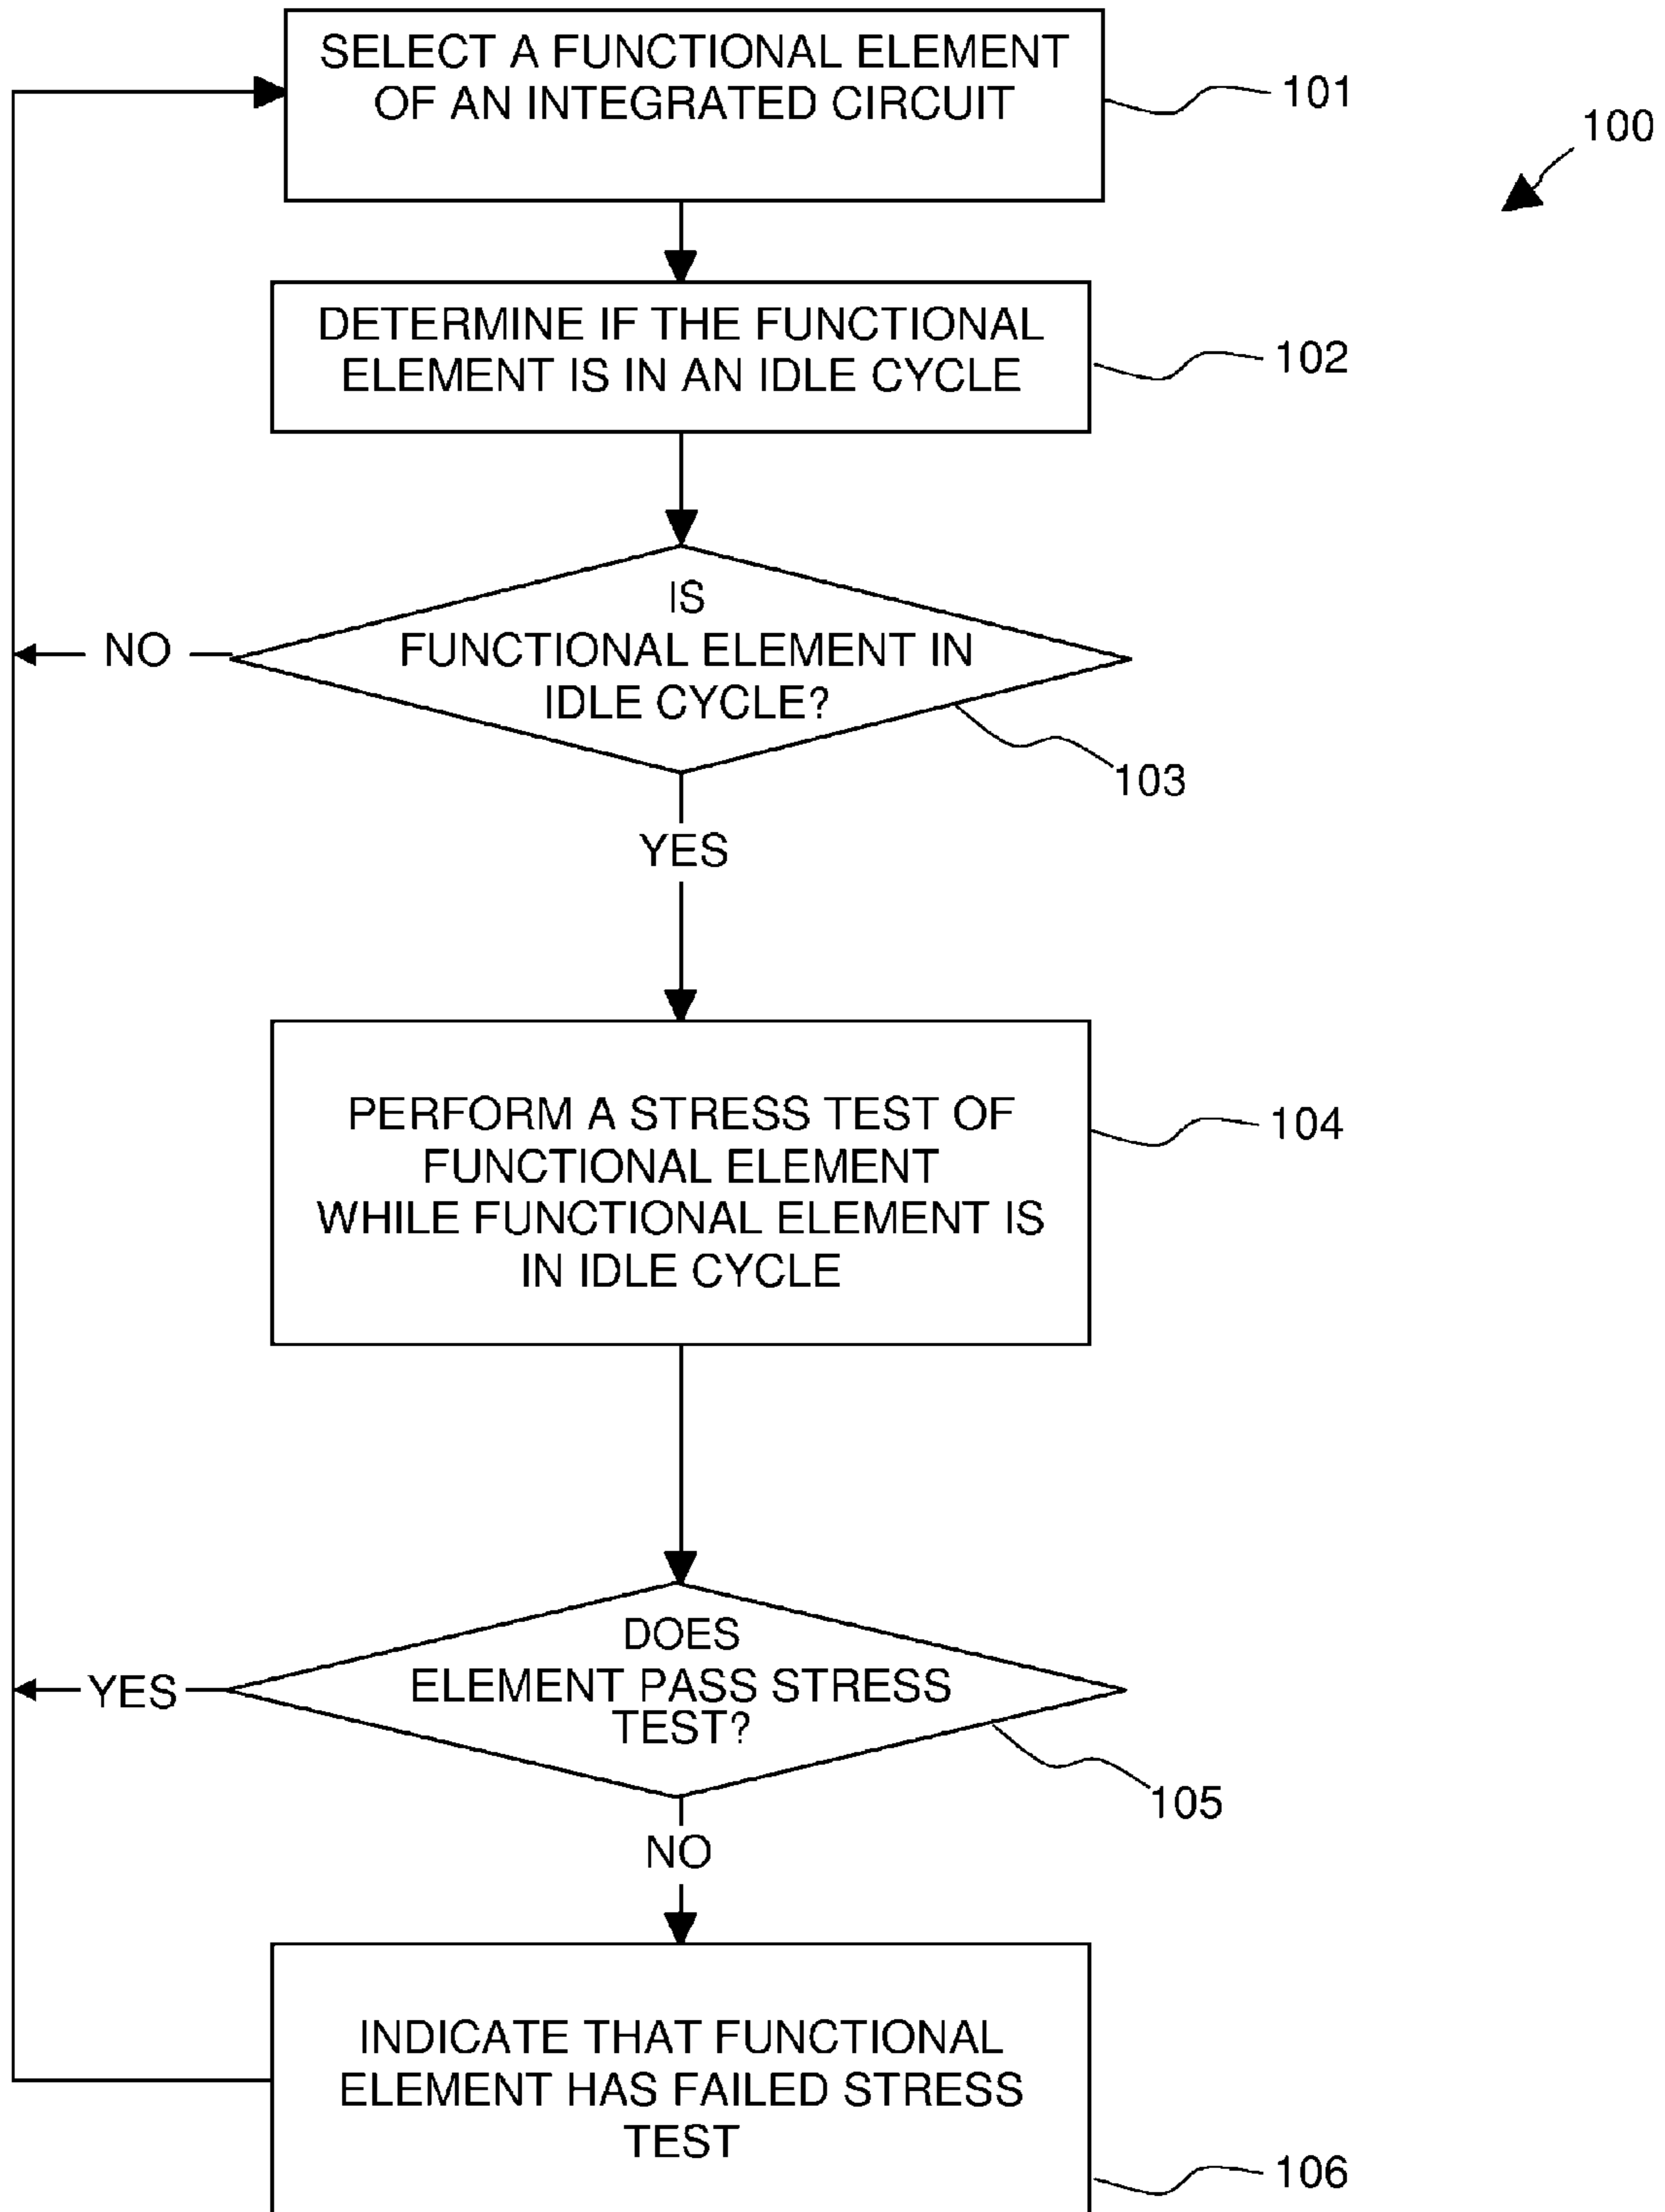 SELECT A FUNCTIONAL ELEMENT
OF AN INTEGRATED CIRCUIT
101
100
DETERMINE IF THE FUNCTIONAL
ELEMENT IS IN AN IDLE CYCLE
102
IS
FUNCTIONAL ELEMENT IN
IDLE CYCLE?
NO
103
YES
PERFORM A STRESS TEST OF
FUNCTIONAL ELEMENT
WHILE FUNCTIONAL ELEMENT IS
IN IDLE CYCLE
104
DOES
ELEMENT PASS STRESS
TEST?
YES
105
NO
INDICATE THAT FUNCTIONAL
ELEMENT HAS FAILED STRESS
TEST
106